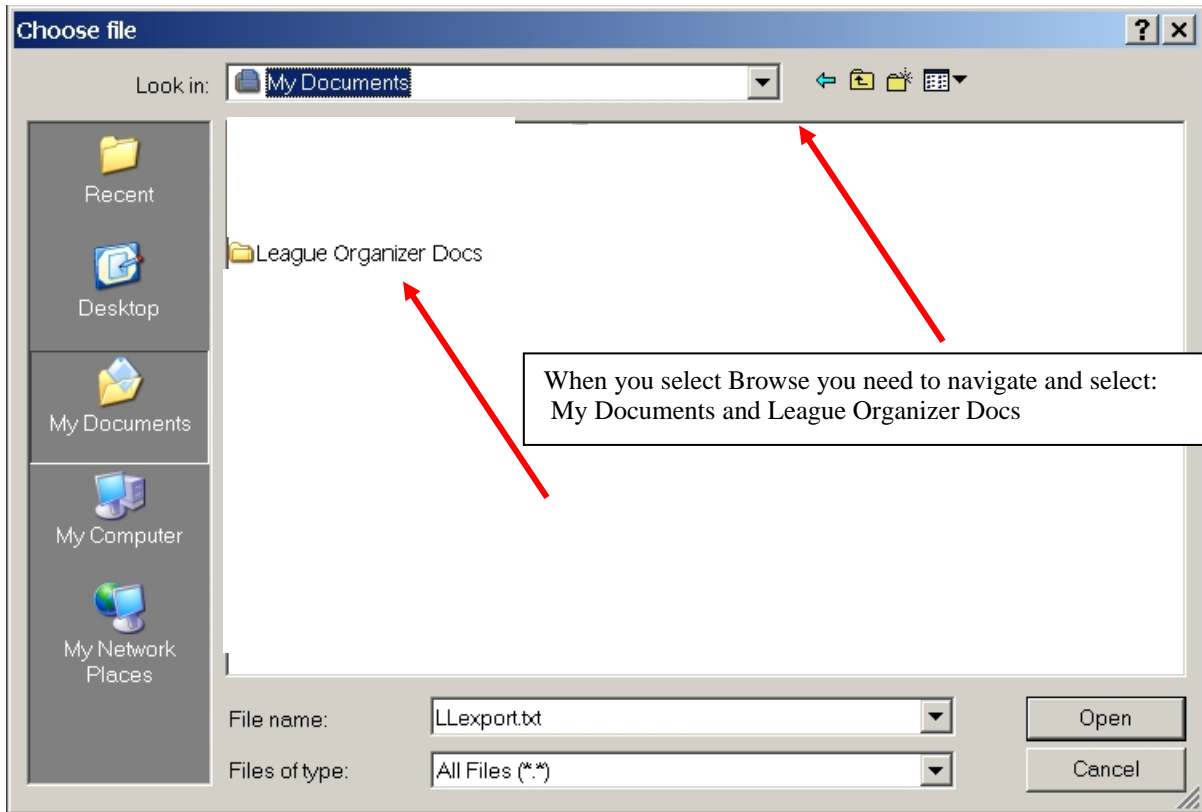 Choose file
Look in: My Documents
Recent
Desktop
My Documents
My Computer
My Network
Places
League Organizer Docs
When you select Browse you need to navigate and select:
My Documents and League Organizer Docs
File name: LLexport.txt Open
Files of type: All Files (*.*) Cancel